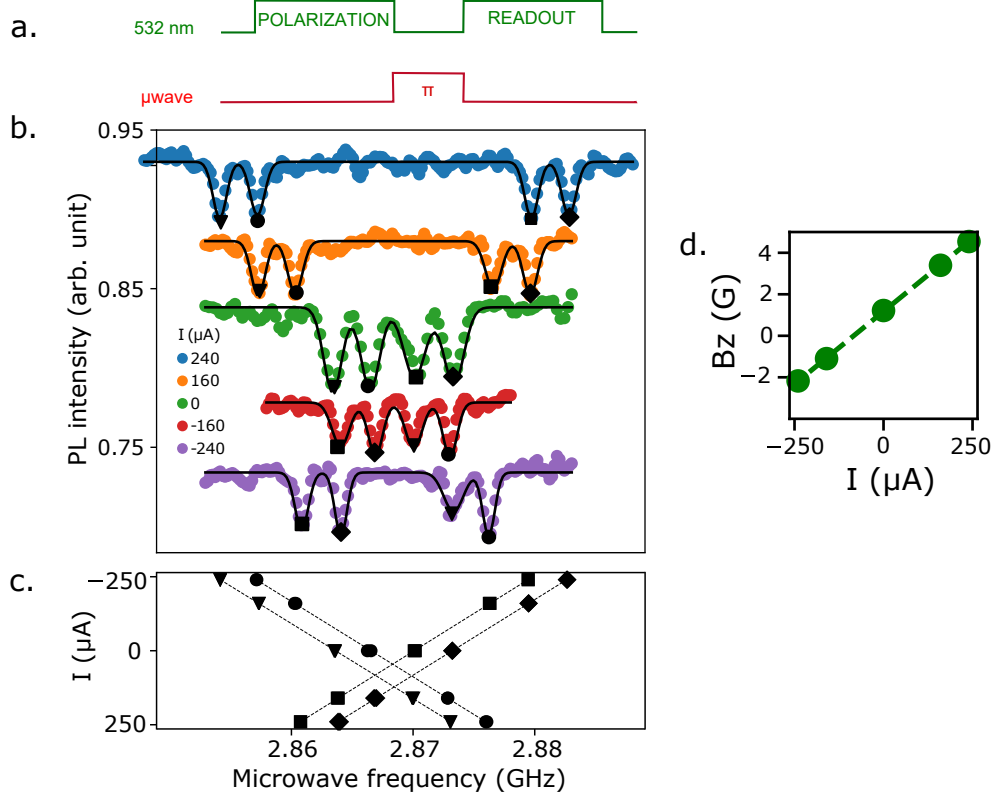 a.
532 nm
POLARIZATION
READOUT
µwave
π
b.
0.95
0.85
0.75
PL intensity (arb. unit)
I (µA)
240
160
0
-160
-240
d.
4
2
0
−2
Bz (G)
−250
0
250
I (µA)
c.
−250
0
250
I (µA)
2.86
2.87
2.88
Microwave frequency (GHz)